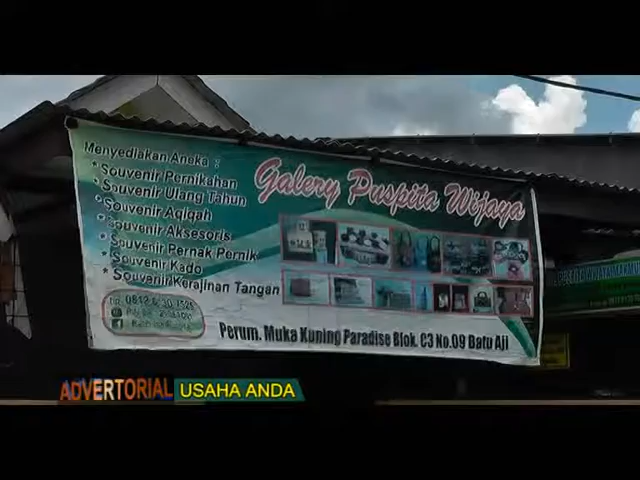 Menyediakan Aneka :
* Souvenir Pernikahan
* Souvenir Ulang Tahun
* Souvenir Aqiqah
* Souvenir Aksesoris
* Souvenir Pernak Pernik
* Souvenir Kado
* Souvenir Kerajinan Tangan
Galery Puspita Wijaya
Perum. Muka Kuning Paradise Blok C3 No.09 Batu Aji
ADVERTORIAL
USAHA ANDA